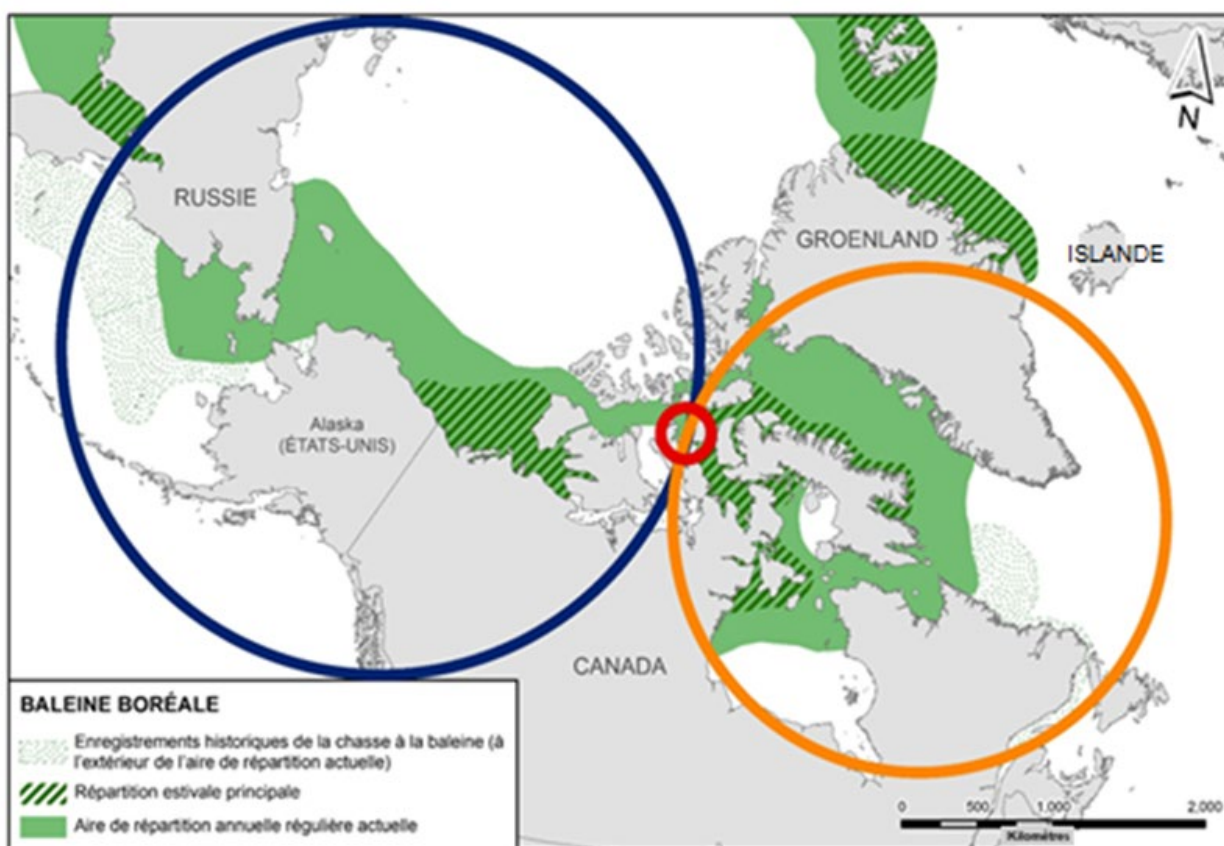 N
RUSSIE
GROENLAND
ISLANDE
Alaska
(ÉTATS-UNIS)
CANADA
BALEINE BORÉALE
Enregistrements historiques de la chasse à la baleine (à
l'extérieur de l'aire de répartition actuelle)
Répartition estivale principale
Aire de répartition annuelle régulière actuelle
0 500 1,000 2,000
Kilomètres